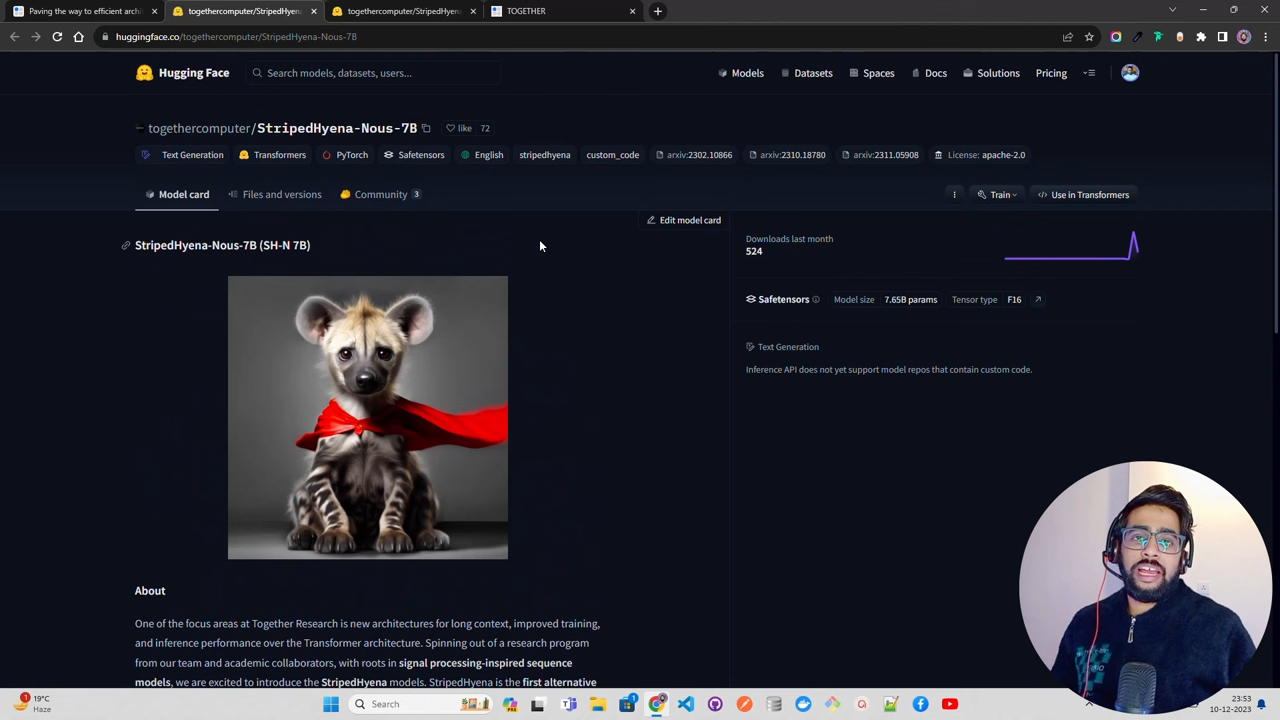 Paving the way to efficient archi
togethercomputer/StripedHyena
togethercomputer/StripedHyena
TOGETHER
huggingface.co/togethercomputer/StripedHyena-Nous-7B
Hugging Face
Search models, datasets, users...
Models
Datasets
Spaces
Docs
Solutions
Pricing
togethercomputer/StripedHyena-Nous-7B
like 72
Text Generation
Transformers
PyTorch
Safetensors
English
stripedhyena
custom_code
arxiv:2302.10866
arxiv:2310.18780
arxiv:2311.05908
License: apache-2.0
Model card
Files and versions
Community 3
Train
Use in Transformers
Edit model card
StripedHyena-Nous-7B (SH-N 7B)
Downloads last month
524
Safetensors
Model size 7.65B params
Tensor type F16
Text Generation
Inference API does not yet support model repos that contain custom code.
About
One of the focus areas at Together Research is new architectures for long context, improved training,
and inference performance over the Transformer architecture. Spinning out of a research program
from our team and academic collaborators, with roots in signal processing-inspired sequence
models, we are excited to introduce the StripedHyena models. StripedHyena is the first alternative
1
19°C
Haze
Search
1
23:53
10-12-2023